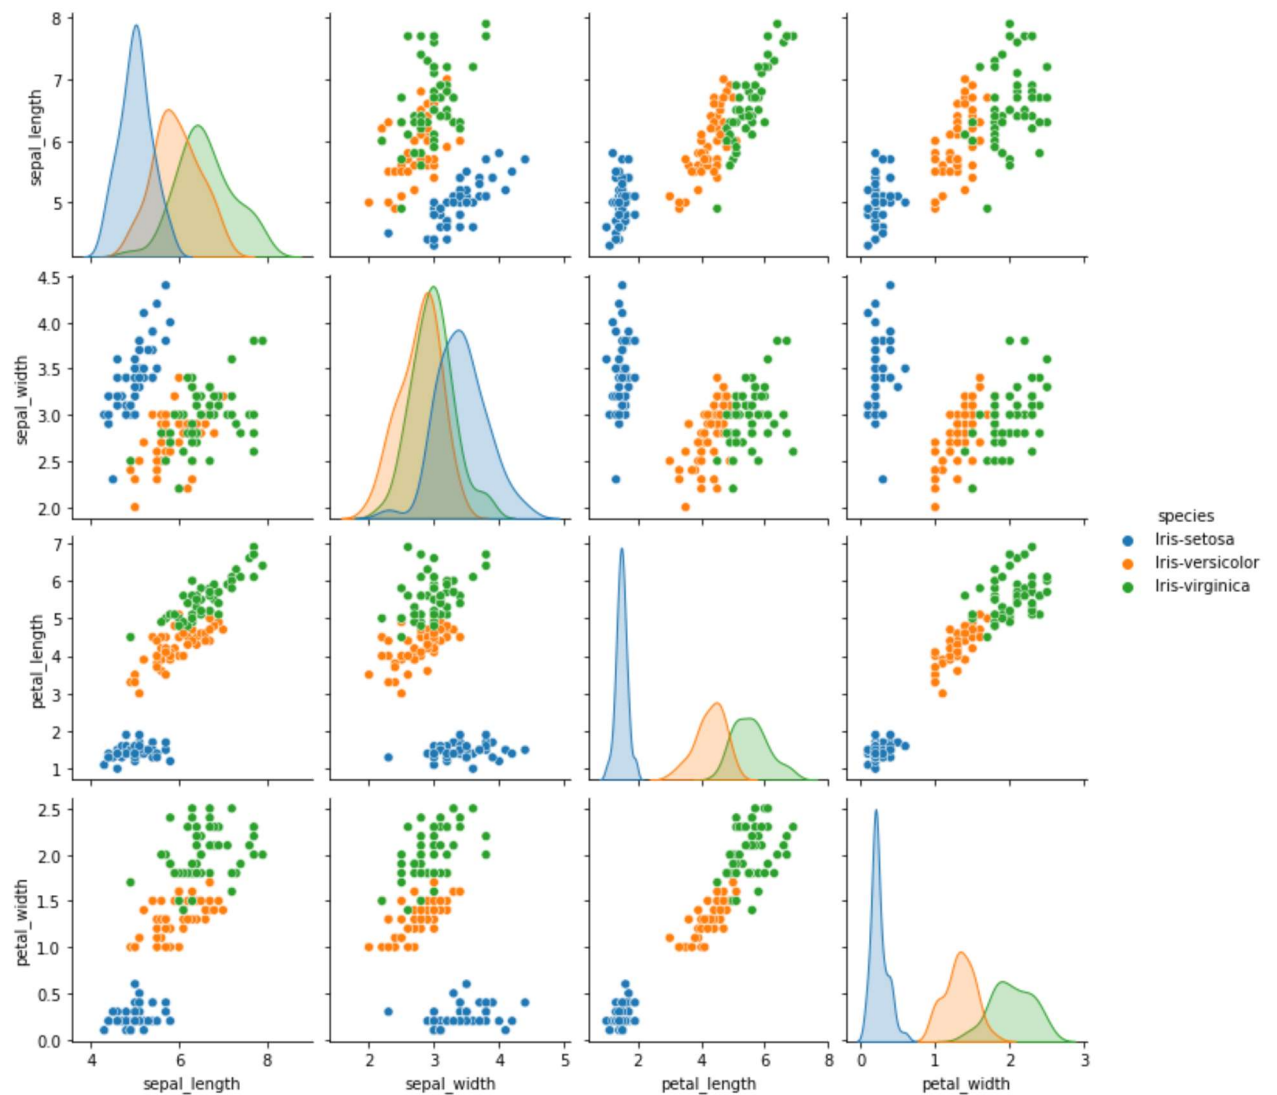 8
7
6
5
sepal_length
4.5
4.0
3.5
3.0
2.5
2.0
sepal_width
species
Iris-setosa
Iris-versicolor
Iris-virginica
7
6
5
4
3
2
1
petal_length
2.5
2.0
1.5
1.0
0.5
0.0
petal_width
4 6 8
2 3 4 5
2 4 6 8
0 1 2 3
sepal_length
sepal_width
petal_length
petal_width